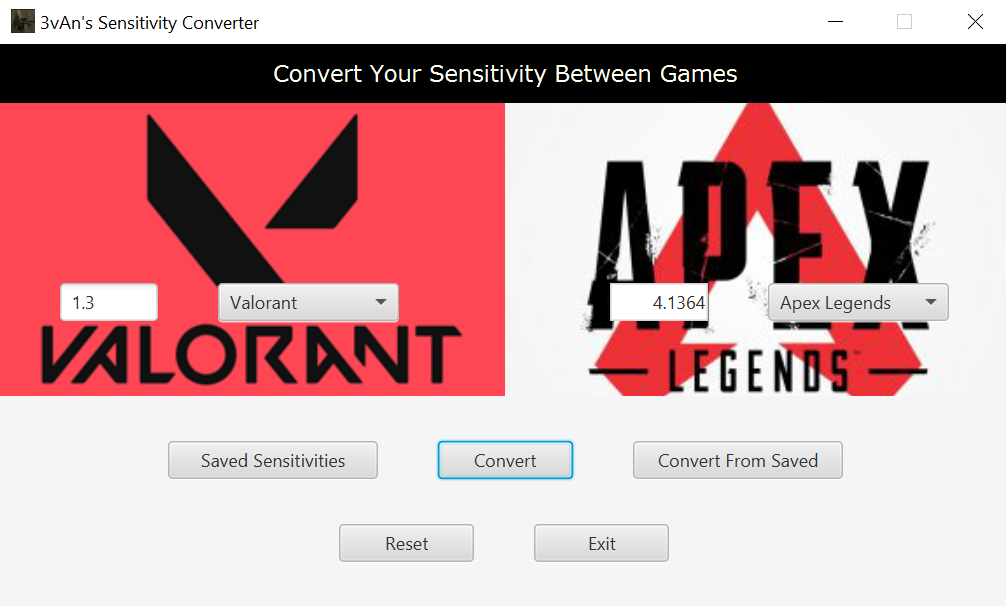 3vAn's Sensitivity Converter
Convert Your Sensitivity Between Games
1.3
Valorant
VALORANT
4.1364
Apex Legends
APEX
LEGENDS™
Saved Sensitivities
Convert
Convert From Saved
Reset
Exit